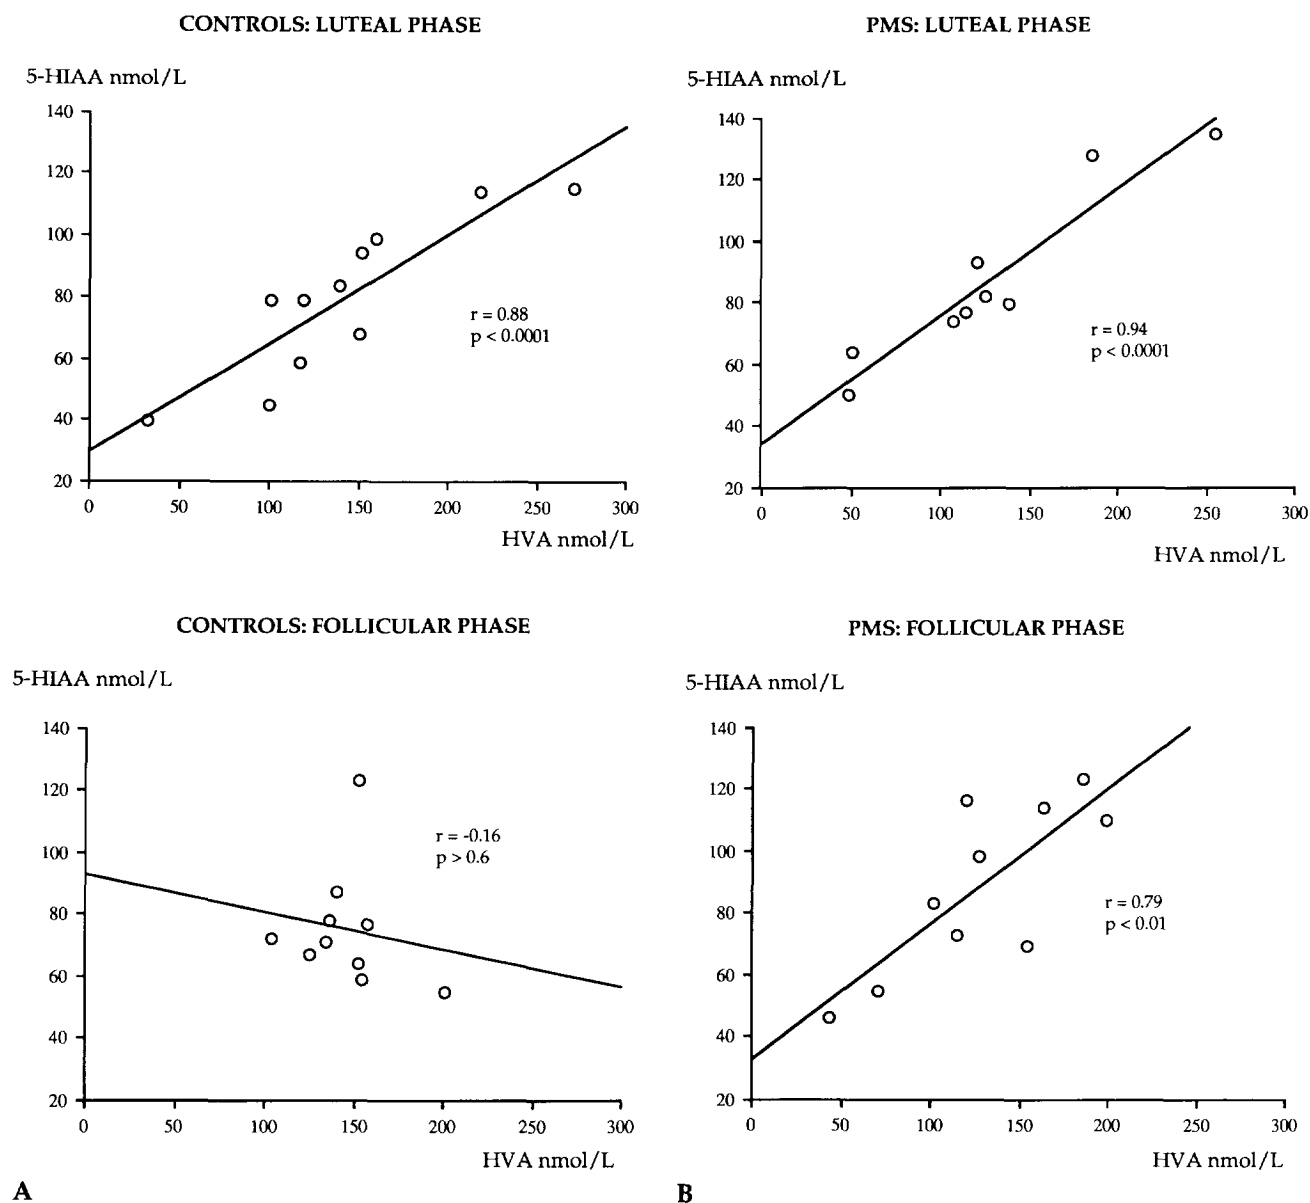 CONTROLS: LUTEAL PHASE
5-HIAA nmol/L
140
120
100
80
60
40
20
0 50 100 150 200 250 300
HVA nmol/L
r = 0.88
p < 0.0001
PMS: LUTEAL PHASE
5-HIAA nmol/L
140
120
100
80
60
40
20
0 50 100 150 200 250 300
HVA nmol/L
r = 0.94
p < 0.0001
CONTROLS: FOLLICULAR PHASE
5-HIAA nmol/L
140
120
100
80
60
40
20
0 50 100 150 200 250 300
HVA nmol/L
r = -0.16
p > 0.6
A
PMS: FOLLICULAR PHASE
5-HIAA nmol/L
140
120
100
80
60
40
20
0 50 100 150 200 250 300
HVA nmol/L
r = 0.79
p < 0.01
B